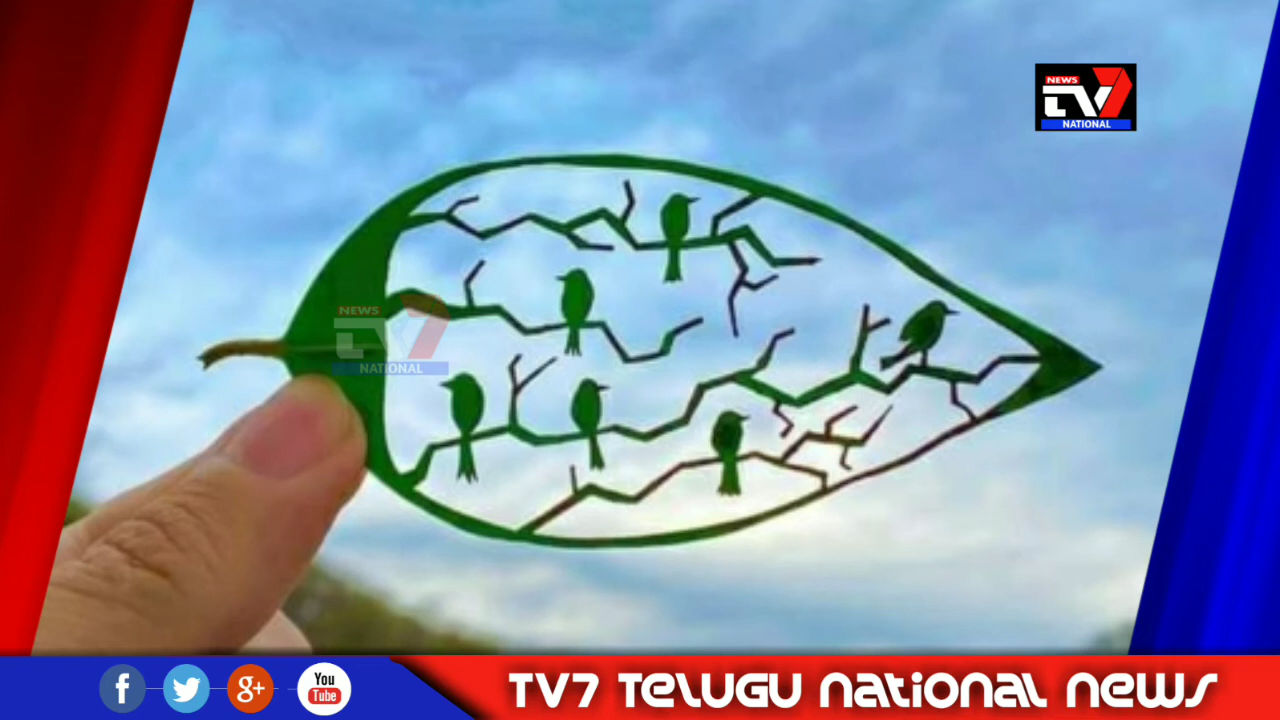 NEWS
TV7
NATIONAL
NEWS
TV7
NATIONAL
f
g+
You
Tube
TV7 TELUGU NATIONAL NEWS